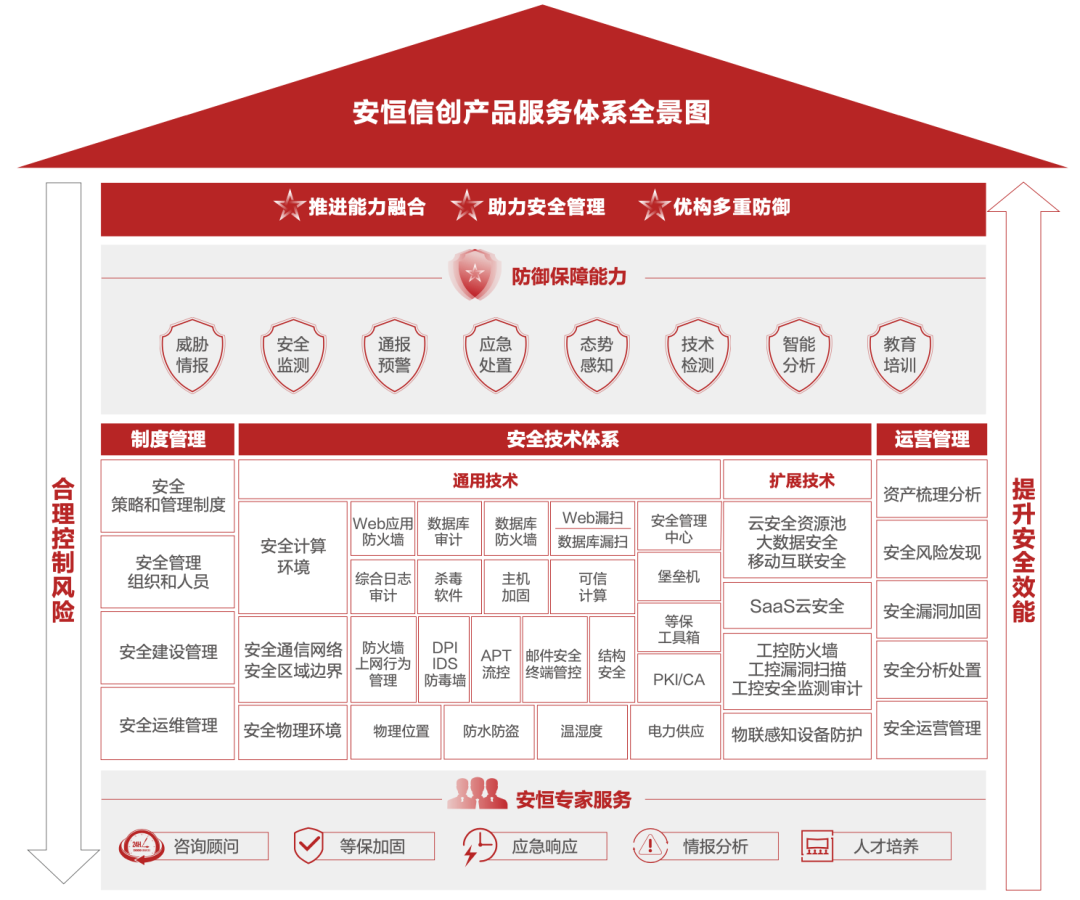 安恒信创产品服务体系全景图
推进能力融合
助力安全管理
优构多重防御
防御保障能力
威胁
情报
安全
监测
通报
预警
应急
处置
态势
感知
技术
检测
智能
分析
教育
培训
合理控制风险
制度管理
安全
策略和管理制度
安全管理
组织和人员
安全建设管理
安全运维管理
安全技术体系
通用技术
安全计算
环境
Web应用
防火墙
数据库
审计
数据库
防火墙
Web漏扫
数据库漏扫
综合日志
审计
杀毒
软件
主机
加固
可信
计算
安全通信网络
安全区域边界
防火墙
上网行为
管理
DPI
IDS
防毒墙
APT
流控
邮件安全
终端管控
结构
安全
安全管理
中心
堡垒机
等保
工具箱
PKI/CA
安全物理环境
物理位置
防水防盗
温湿度
电力供应
扩展技术
云安全资源池
大数据安全
移动互联安全
SaaS云安全
工控防火墙
工控漏洞扫描
工控安全监测审计
物联感知设备防护
运营管理
资产梳理分析
安全风险发现
安全漏洞加固
安全分析处置
安全运营管理
提升安全效能
安恒专家服务
24H
咨询顾问
等保加固
应急响应
情报分析
人才培养